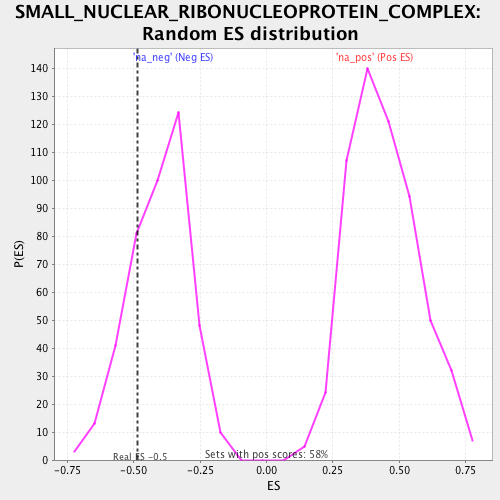 SMALL_NUCLEAR_RIBONUCLEOPROTEIN_COMPLEX:
Random ES distribution
'na_neg' (Neg ES)
'na_pos' (Pos ES)
140
130
120
110
100
90
80
70
60
50
40
30
20
10
0
P(ES)
Real ES -0.5
Sets with pos scores: 58%
-0.75
-0.50
-0.25
0.00
0.25
0.50
0.75
ES